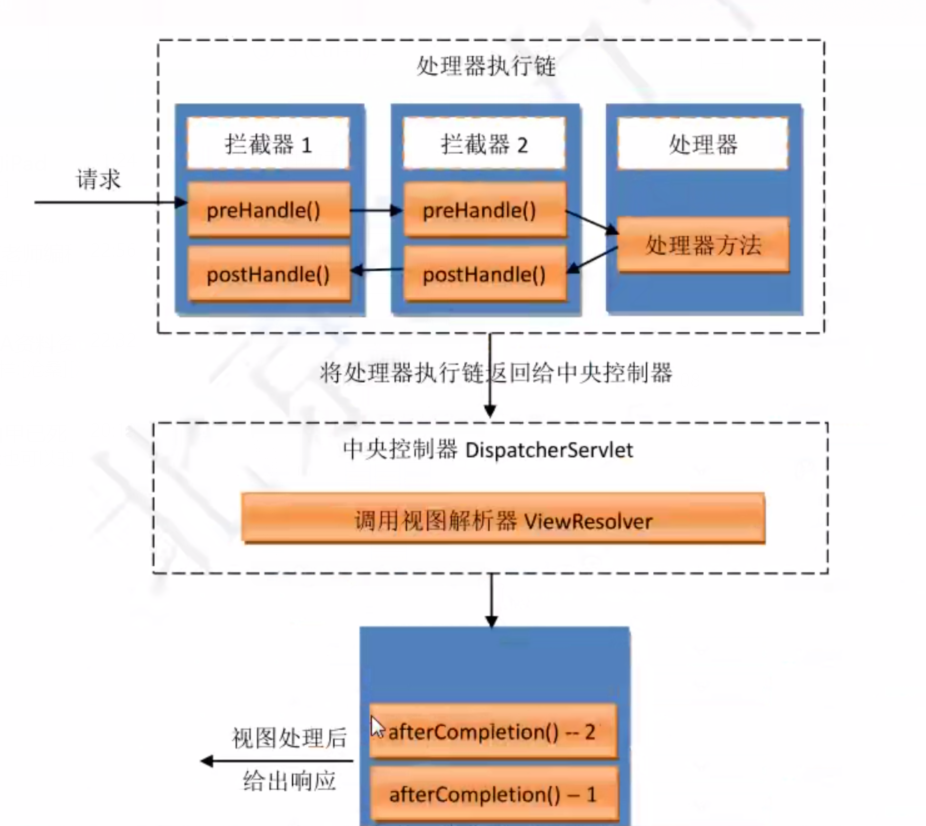 处理器执行链
拦截器 1
拦截器 2
处理器
请求
preHandle()
preHandle()
处理器方法
postHandle()
postHandle()
将处理器执行链返回给中央控制器
中央控制器 DispatcherServlet
调用视图解析器 ViewResolver
视图处理后
给出响应
afterCompletion() -- 2
afterCompletion() – 1
北京